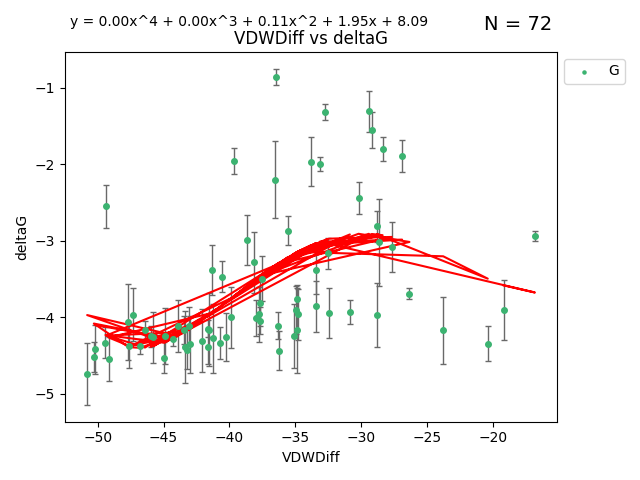 y = 0.00x^4 + 0.00x^3 + 0.11x^2 + 1.95x + 8.09
N = 72
VDWDiff vs deltaG
G
deltaG
−1
−2
−3
−4
−5
−50
−45
−40
−35
−30
−25
−20
VDWDiff